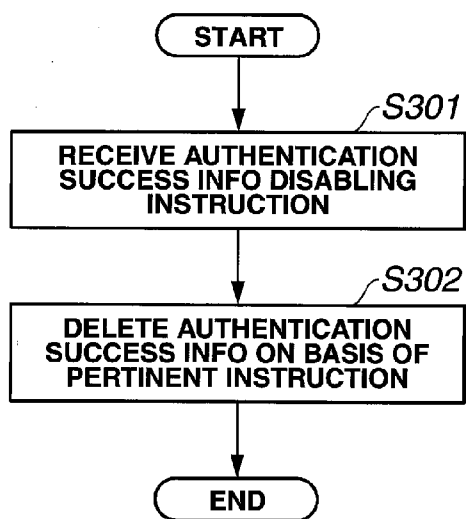 START
S301
RECEIVE AUTHENTICATION
SUCCESS INFO DISABLING
INSTRUCTION
S302
DELETE AUTHENTICATION
SUCCESS INFO ON BASIS OF
PERTINENT INSTRUCTION
END